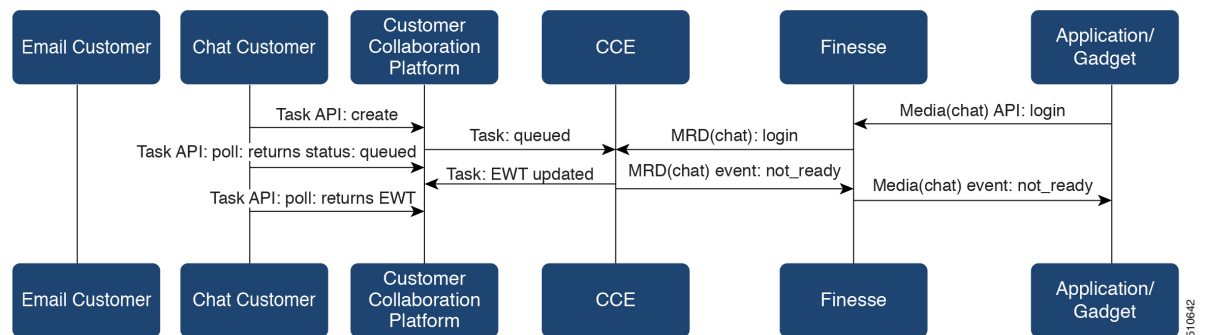 Email Customer
Chat Customer
Customer
Collaboration
Platform
CCE
Finesse
Application/
Gadget
Task API: create
Media(chat) API: login
Task: queued
MRD(chat): login
Task API: poll: returns status: queued
Task: EWT updated
MRD(chat) event: not_ready
Media(chat) event: not_ready
Task API: poll: returns EWT
Email Customer
Chat Customer
Customer
Collaboration
Platform
CCE
Finesse
Application/
Gadget
510642